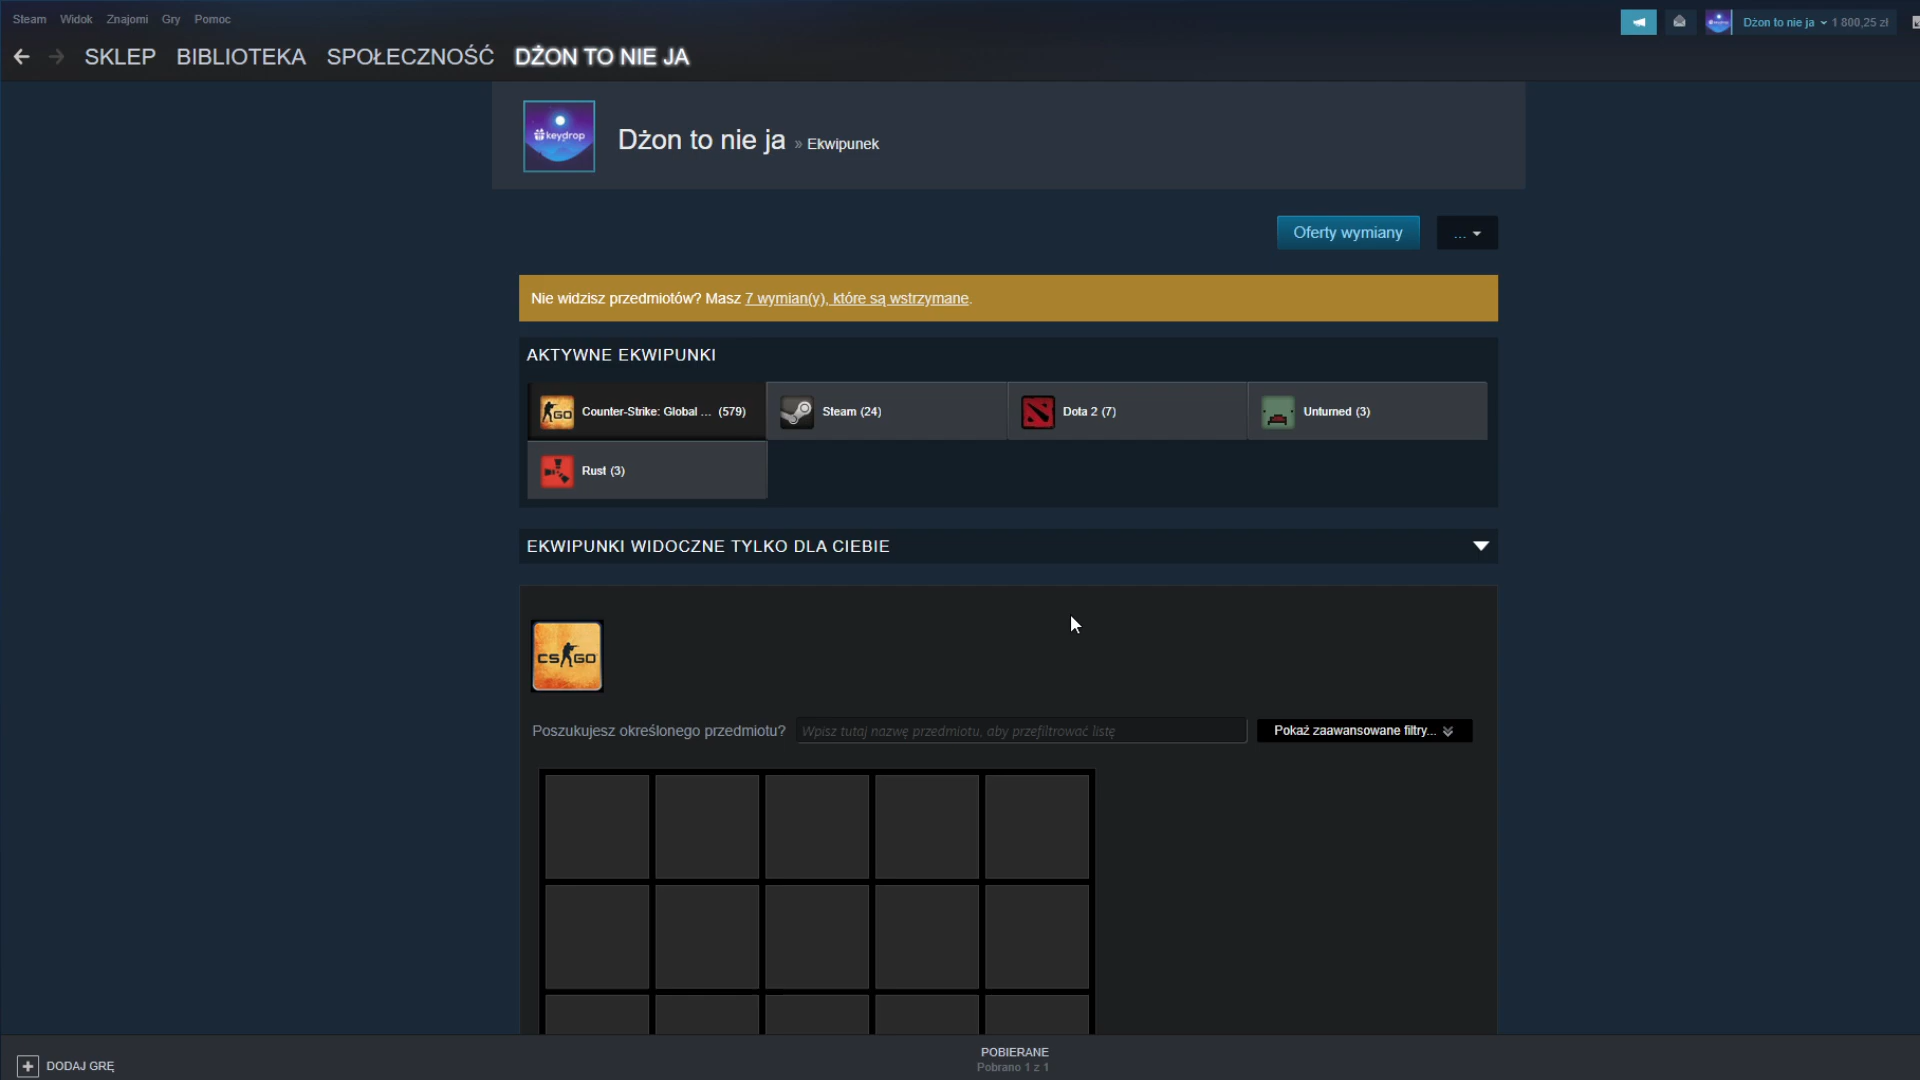 Steam Widok Znajomi Gry Pomoc
Dżon to nie ja 1 800,25 zł
SKLEP BIBLIOTEKA SPOŁECZNOŚĆ DŻON TO NIE JA
keydrop
Dżon to nie ja » Ekwipunek
Oferty wymiany ...
Nie widzisz przedmiotów? Masz 7 wymian(y), które są wstrzymane.
AKTYWNE EKWIPUNKI
GO Counter-Strike: Global ... (579) Steam (24) Dota 2 (7) Unturned (3)
Rust (3)
EKWIPUNKI WIDOCZNE TYLKO DLA CIEBIE
CS GO
Poszukujesz określonego przedmiotu? Wpisz tutaj nazwę przedmiotu, aby przefiltrować listę Pokaż zaawansowane filtry...
DODAJ GRĘ
POBIERANE
Pobrano 1 z 1